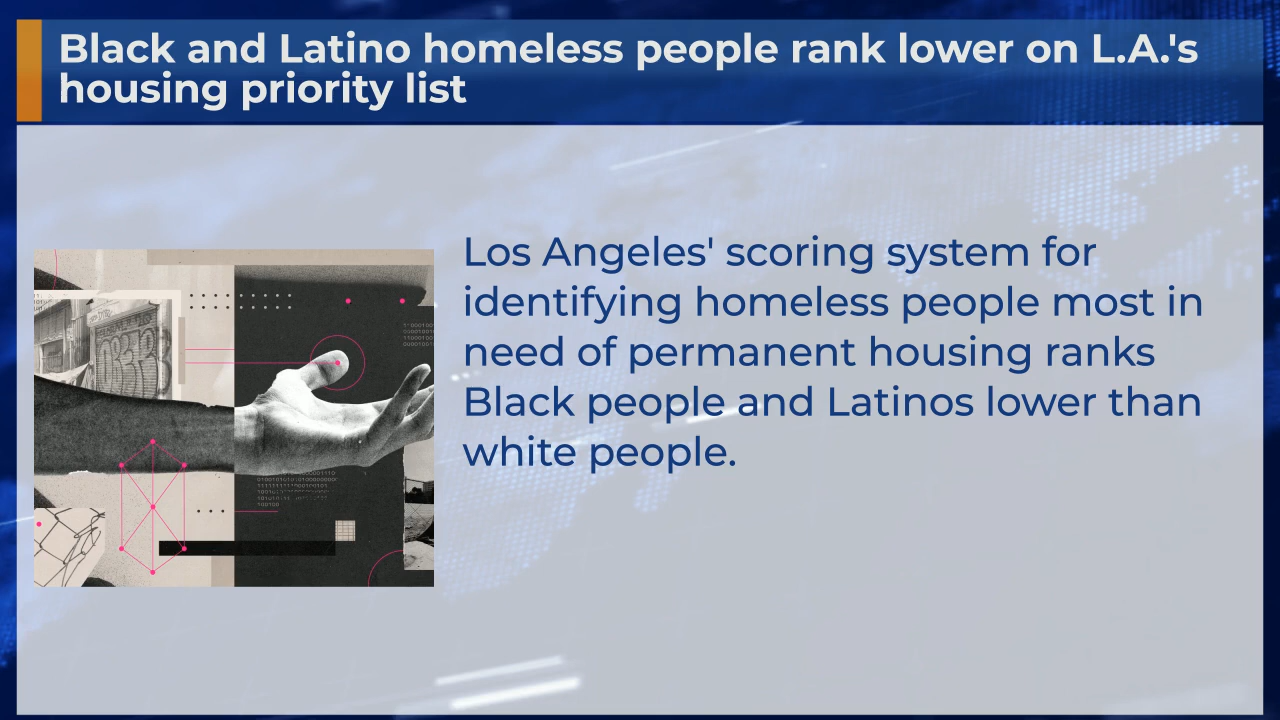 Black and Latino homeless people rank lower on L.A.'s
housing priority list
Los Angeles' scoring system for
identifying homeless people most in
need of permanent housing ranks
Black people and Latinos lower than
white people.